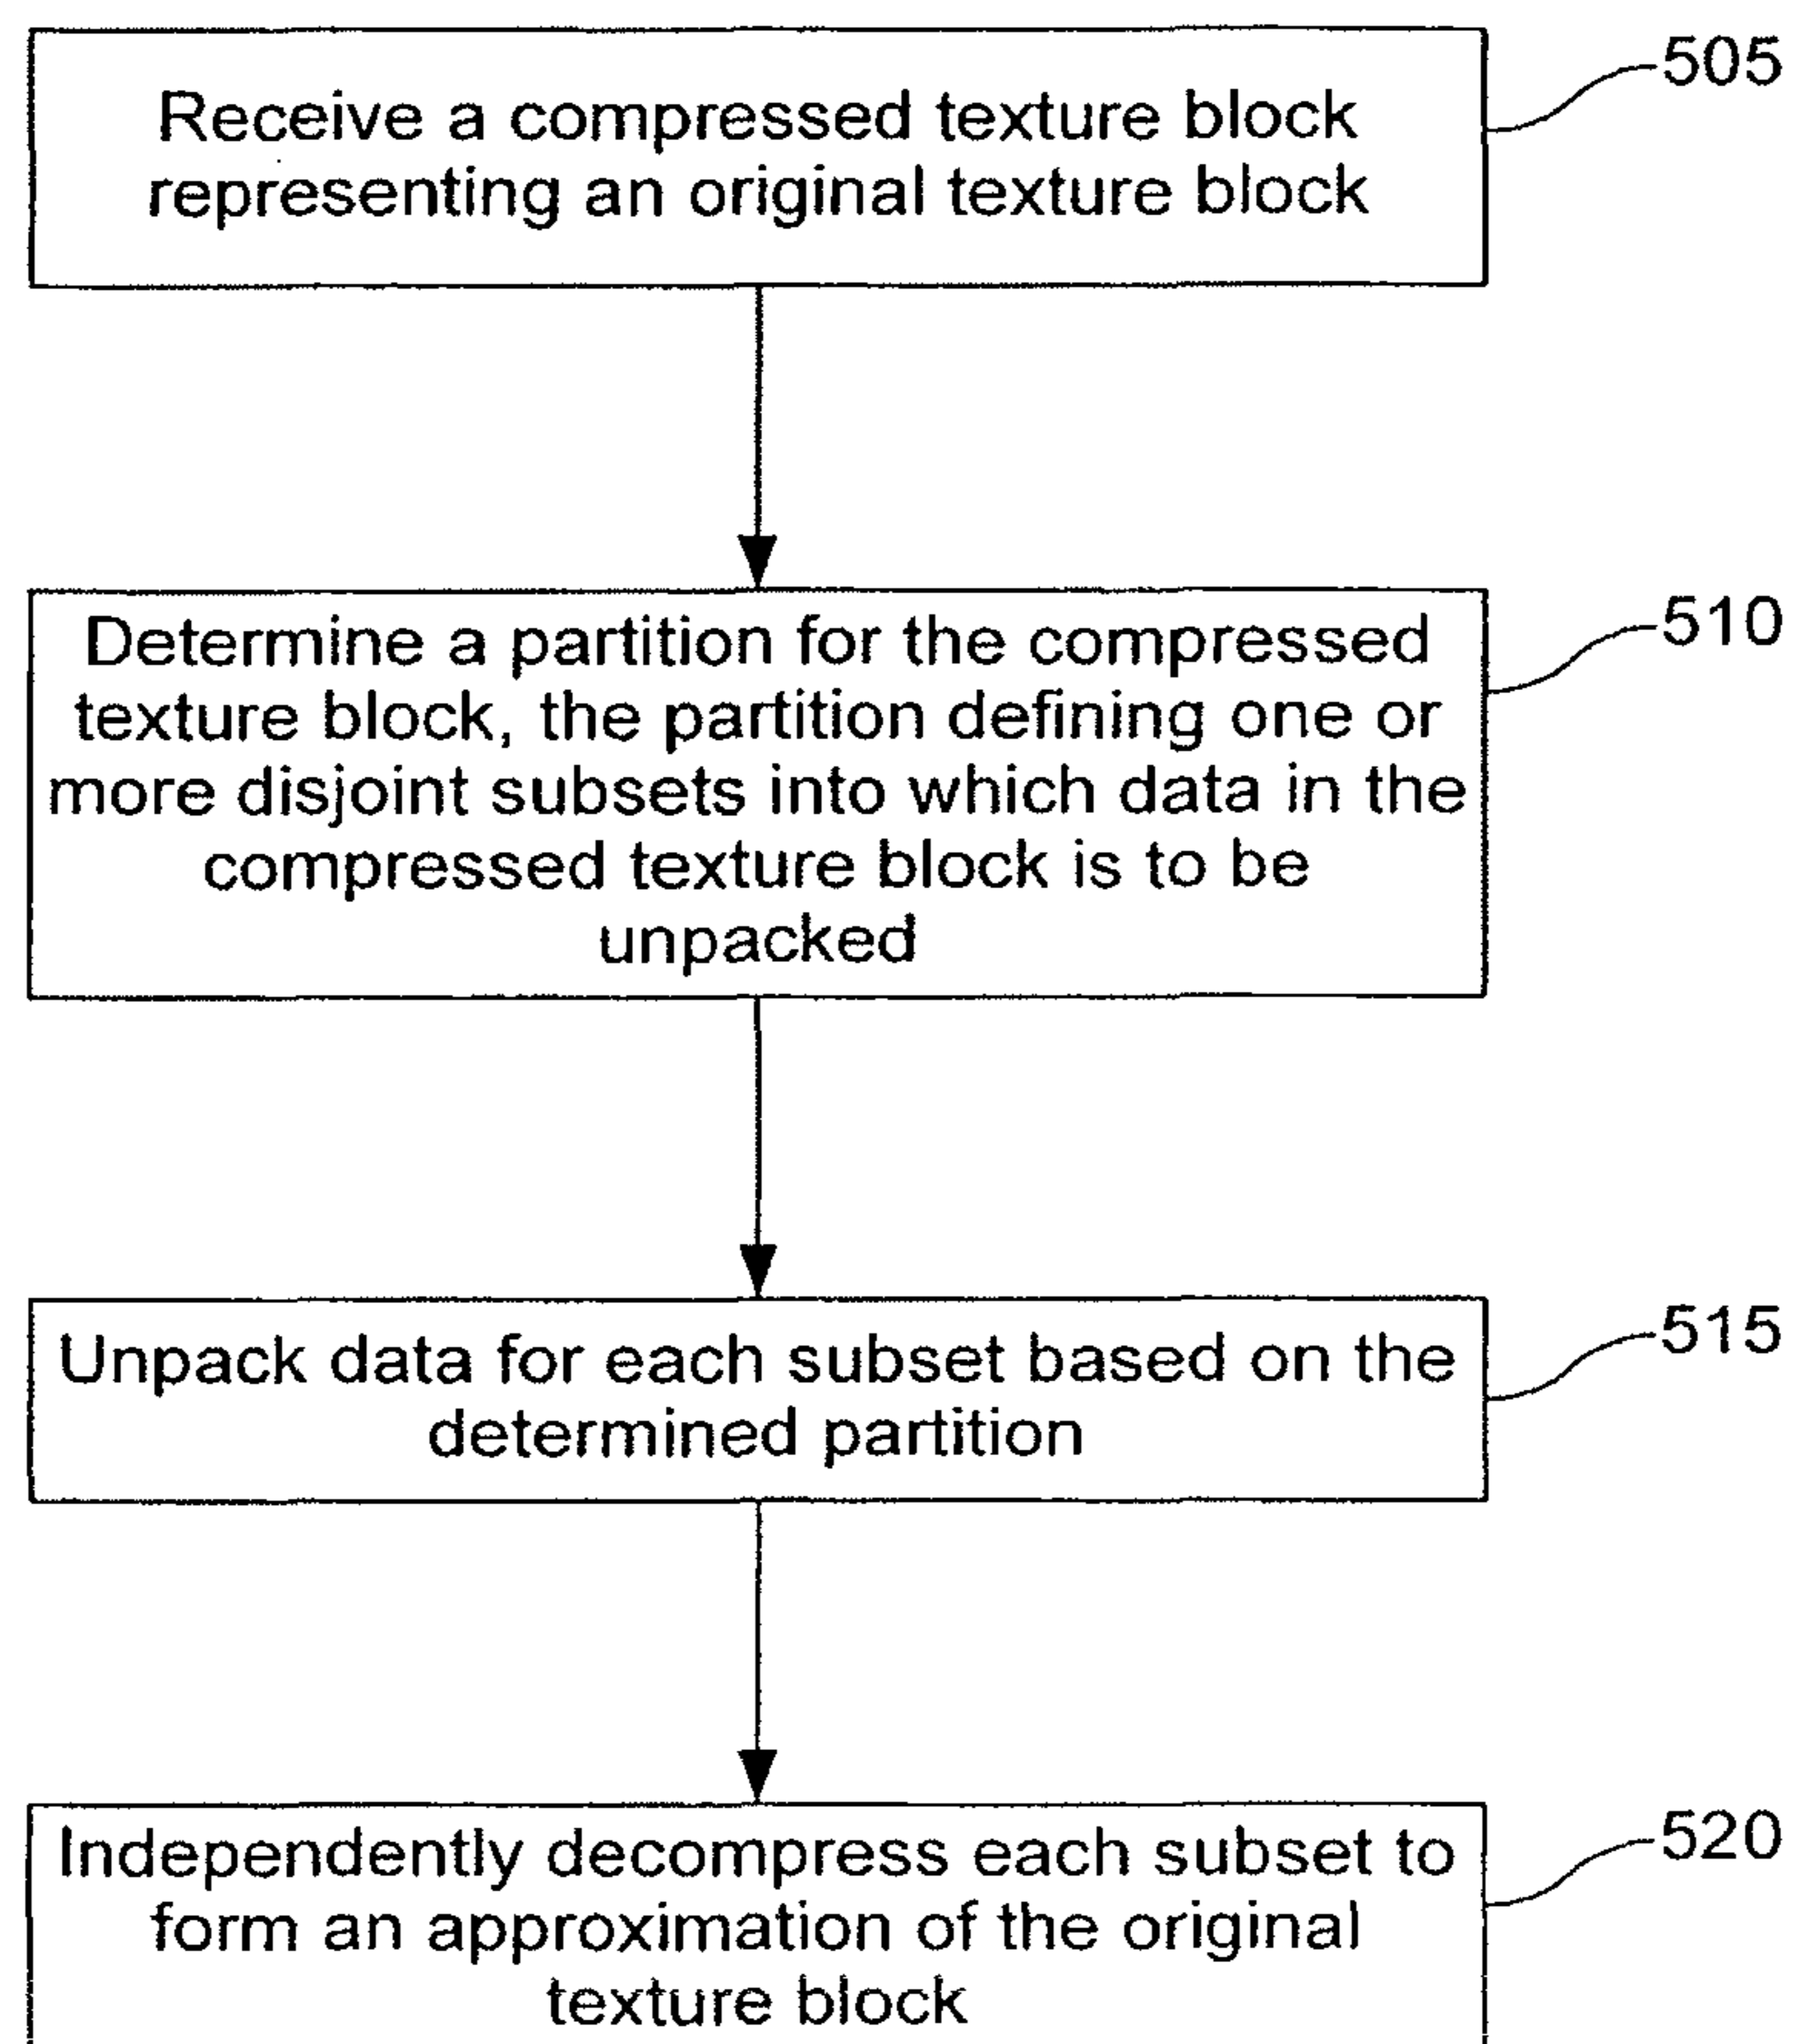 Receive a compressed texture block
representing an original texture block
505
Determine a partition for the compressed
texture block, the partition defining one or
more disjoint subsets into which data in the
compressed texture block is to be
unpacked
510
Unpack data for each subset based on the
determined partition
515
Independently decompress each subset to
form an approximation of the original
texture block
520